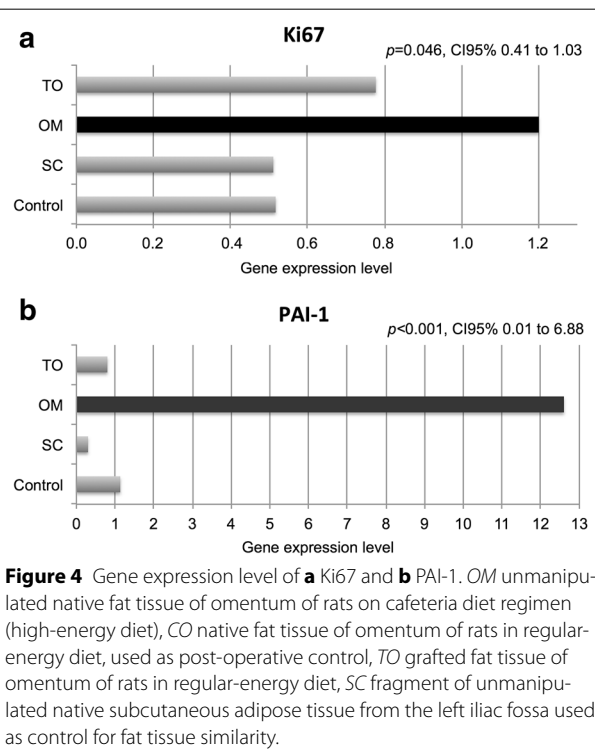 a
Ki67
p=0.046, CI95% 0.41 to 1.03
TO
OM
SC
Control
0.0 0.2 0.4 0.6 0.8 1.0 1.2
Gene expression level
b
PAI-1
p<0.001, CI95% 0.01 to 6.88
TO
OM
SC
Control
0 1 2 3 4 5 6 7 8 9 10 11 12 13
Gene expression level
Figure 4 Gene expression level of a Ki67 and b PAI-1. OM unmanipu-
lated native fat tissue of omentum of rats on cafeteria diet regimen
(high-energy diet), CO native fat tissue of omentum of rats in regular-
energy diet, used as post-operative control, TO grafted fat tissue of
omentum of rats in regular-energy diet, SC fragment of unmanipu-
lated native subcutaneous adipose tissue from the left iliac fossa used
as control for fat tissue similarity.